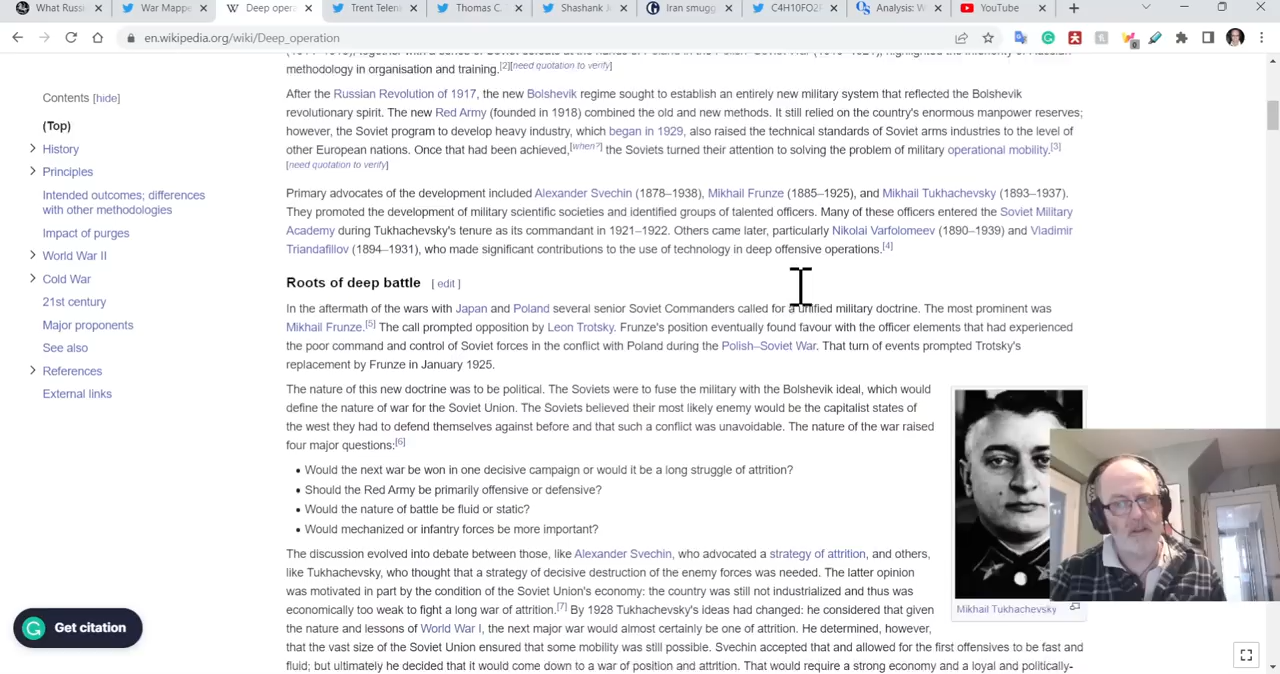 What Russi
War Mappe
Deep opera
Trent Telen
Thomas C.
Shashank J
Iran smugg
C4H10FO2P
Analysis: W
YouTube
en.wikipedia.org/wiki/Deep_operation
methodology in organisation and training.[2][need quotation to verify]
Contents [hide]
(Top)
History
Principles
Intended outcomes; differences
with other methodologies
Impact of purges
World War II
Cold War
21st century
Major proponents
See also
References
External links
After the Russian Revolution of 1917, the new Bolshevik regime sought to establish an entirely new military system that reflected the Bolshevik
revolutionary spirit. The new Red Army (founded in 1918) combined the old and new methods. It still relied on the country's enormous manpower reserves;
however, the Soviet program to develop heavy industry, which began in 1929, also raised the technical standards of Soviet arms industries to the level of
other European nations. Once that had been achieved,[when?] the Soviets turned their attention to solving the problem of military operational mobility.[3]
[need quotation to verify]
Primary advocates of the development included Alexander Svechin (1878–1938), Mikhail Frunze (1885–1925), and Mikhail Tukhachevsky (1893–1937).
They promoted the development of military scientific societies and identified groups of talented officers. Many of these officers entered the Soviet Military
Academy during Tukhachevsky's tenure as its commandant in 1921–1922. Others came later, particularly Nikolai Varfolomeev (1890–1939) and Vladimir
Triandafillov (1894–1931), who made significant contributions to the use of technology in deep offensive operations.[4]
Roots of deep battle [ edit ]
In the aftermath of the wars with Japan and Poland several senior Soviet Commanders called for a unified military doctrine. The most prominent was
Mikhail Frunze.[5] The call prompted opposition by Leon Trotsky. Frunze's position eventually found favour with the officer elements that had experienced
the poor command and control of Soviet forces in the conflict with Poland during the Polish–Soviet War. That turn of events prompted Trotsky's
replacement by Frunze in January 1925.
The nature of this new doctrine was to be political. The Soviets were to fuse the military with the Bolshevik ideal, which would
define the nature of war for the Soviet Union. The Soviets believed their most likely enemy would be the capitalist states of
the west they had to defend themselves against before and that such a conflict was unavoidable. The nature of the war raised
four major questions:[6]
• Would the next war be won in one decisive campaign or would it be a long struggle of attrition?
• Should the Red Army be primarily offensive or defensive?
• Would the nature of battle be fluid or static?
• Would mechanized or infantry forces be more important?
The discussion evolved into debate between those, like Alexander Svechin, who advocated a strategy of attrition, and others,
like Tukhachevsky, who thought that a strategy of decisive destruction of the enemy forces was needed. The latter opinion
was motivated in part by the condition of the Soviet Union's economy: the country was still not industrialized and thus was
economically too weak to fight a long war of attrition.[7] By 1928 Tukhachevsky's ideas had changed: he considered that given
the nature and lessons of World War I, the next major war would almost certainly be one of attrition. He determined, however,
that the vast size of the Soviet Union ensured that some mobility was still possible. Svechin accepted that and allowed for the first offensives to be fast and
fluid; but ultimately he decided that it would come down to a war of position and attrition. That would require a strong economy and a loyal and politically-
Mikhail Tukhachevsky
Get citation